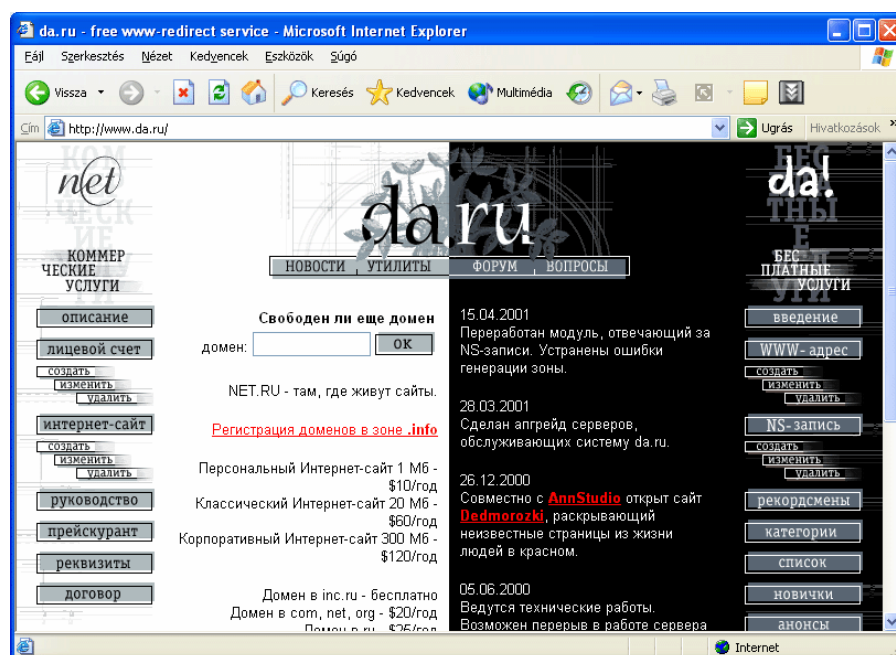 da.ru - free www-redirect service - Microsoft Internet Explorer
Fájl Szerkesztés Nézet Kedvencek Eszközök Súgó
Vissza Keresés Kedvencek Multimédia
Cím http://www.da.ru/ Ugrás Hivatkozások »
net
КОММЕР
ЧЕСКИЕ
УСЛУГИ
описание
лицевой счет
создать
изменить
удалить
интернет-сайт
создать
изменить
удалить
руководство
прейскурант
реквизиты
договор
da.ru
НОВОСТИ УТИЛИТЫ ФОРУМ ВОПРОСЫ
Свободен ли еще домен
домен: OK
NET.RU - там, где живут сайты.
Регистрация доменов в зоне .info
Персональный Интернет-сайт 1 Мб -
$10/год
Классический Интернет-сайт 20 Мб -
$60/год
Корпоративный Интернет-сайт 300 Мб -
$120/год
Домен в inc.ru - бесплатно
Домен в com, net, org - $20/год
Домен в ru - $25/год
15.04.2001
Переработан модуль, отвечающий за
NS-записи. Устранены ошибки
генерации зоны.
28.03.2001
Сделан апгрейд серверов,
обслуживающих систему da.ru.
26.12.2000
Совместно с AnnStudio открыт сайт
Dedmorozki, раскрывающий
неизвестные страницы из жизни
людей в красном.
05.06.2000
Ведутся технические работы.
Возможен перерыв в работе сервера
da!
БЕС
ПЛАТНЫЕ
УСЛУГИ
введение
WWW-адрес
создать
изменить
удалить
NS-запись
создать
изменить
удалить
рекордсмены
категории
список
новички
анонсы
Internet